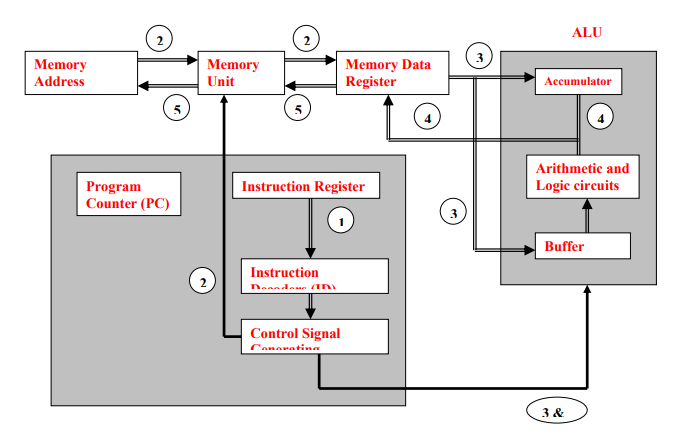 ALU
2
2
Memory
Address
Memory
Unit
Memory Data
Register
3
Accumulator
5
5
4
4
Program
Counter (PC)
Instruction Register
Arithmetic and
Logic circuits
1
3
Buffer
Instruction
Decoders (ID)
2
Control Signal
Generating
3 &